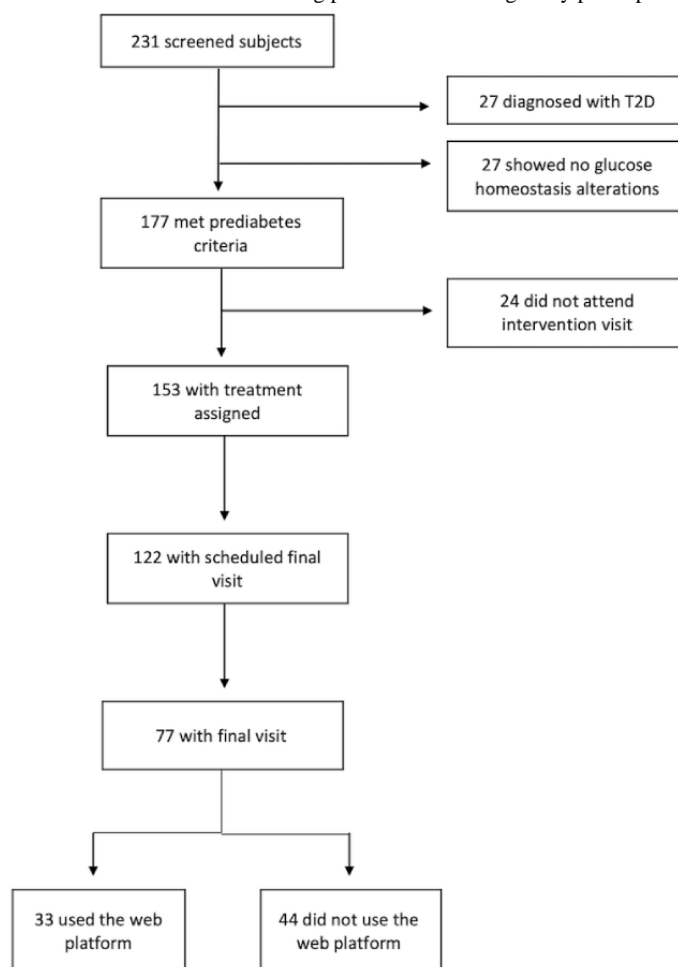 231 screened subjects
27 diagnosed with T2D
27 showed no glucose
homeostasis alterations
177 met prediabetes
criteria
24 did not attend
intervention visit
153 with treatment
assigned
122 with scheduled final
visit
77 with final visit
33 used the web
platform
44 did not use the
web platform